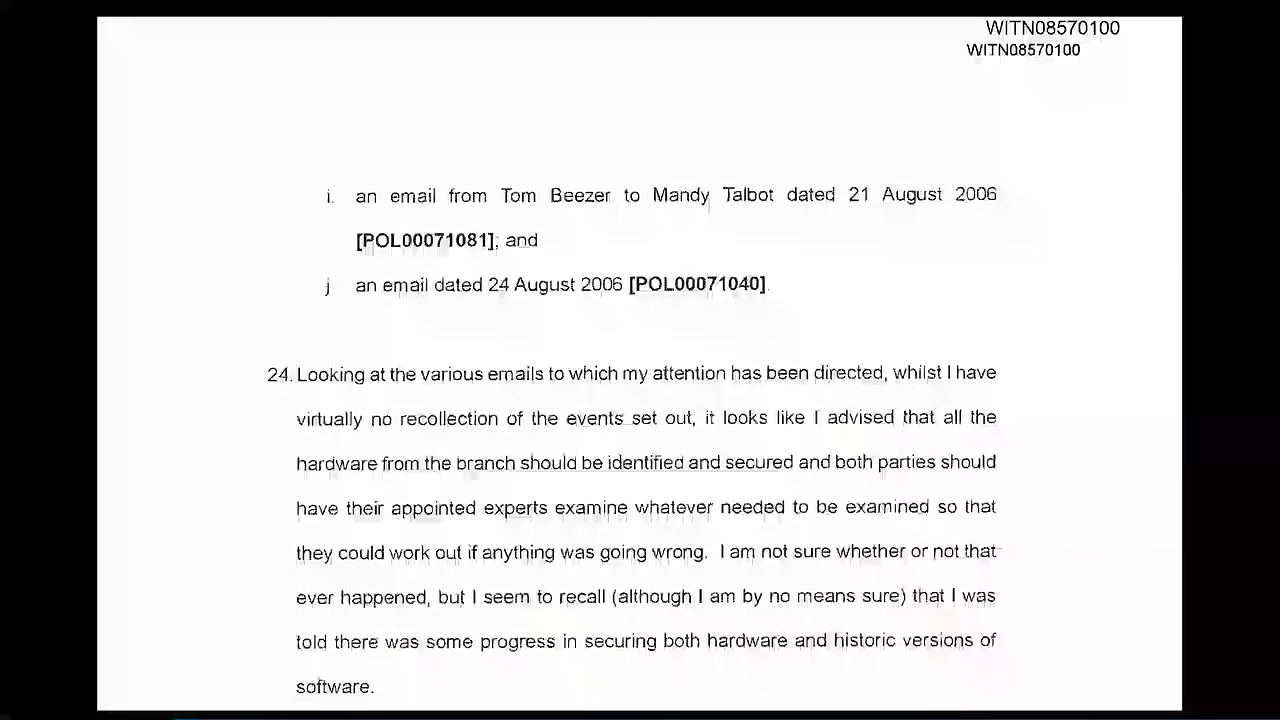 WITN08570100
WITN08570100
i. an email from Tom Beezer to Mandy Talbot dated 21 August 2006
[POL00071081]; and
j an email dated 24 August 2006 [POL00071040].
24. Looking at the various emails to which my attention has been directed, whilst I have
virtually no recollection of the events set out, it looks like I advised that all the
hardware from the branch should be identified and secured and both parties should
have their appointed experts examine whatever needed to be examined so that
they could work out if anything was going wrong. I am not sure whether or not that
ever happened, but I seem to recall (although I am by no means sure) that I was
told there was some progress in securing both hardware and historic versions of
software.